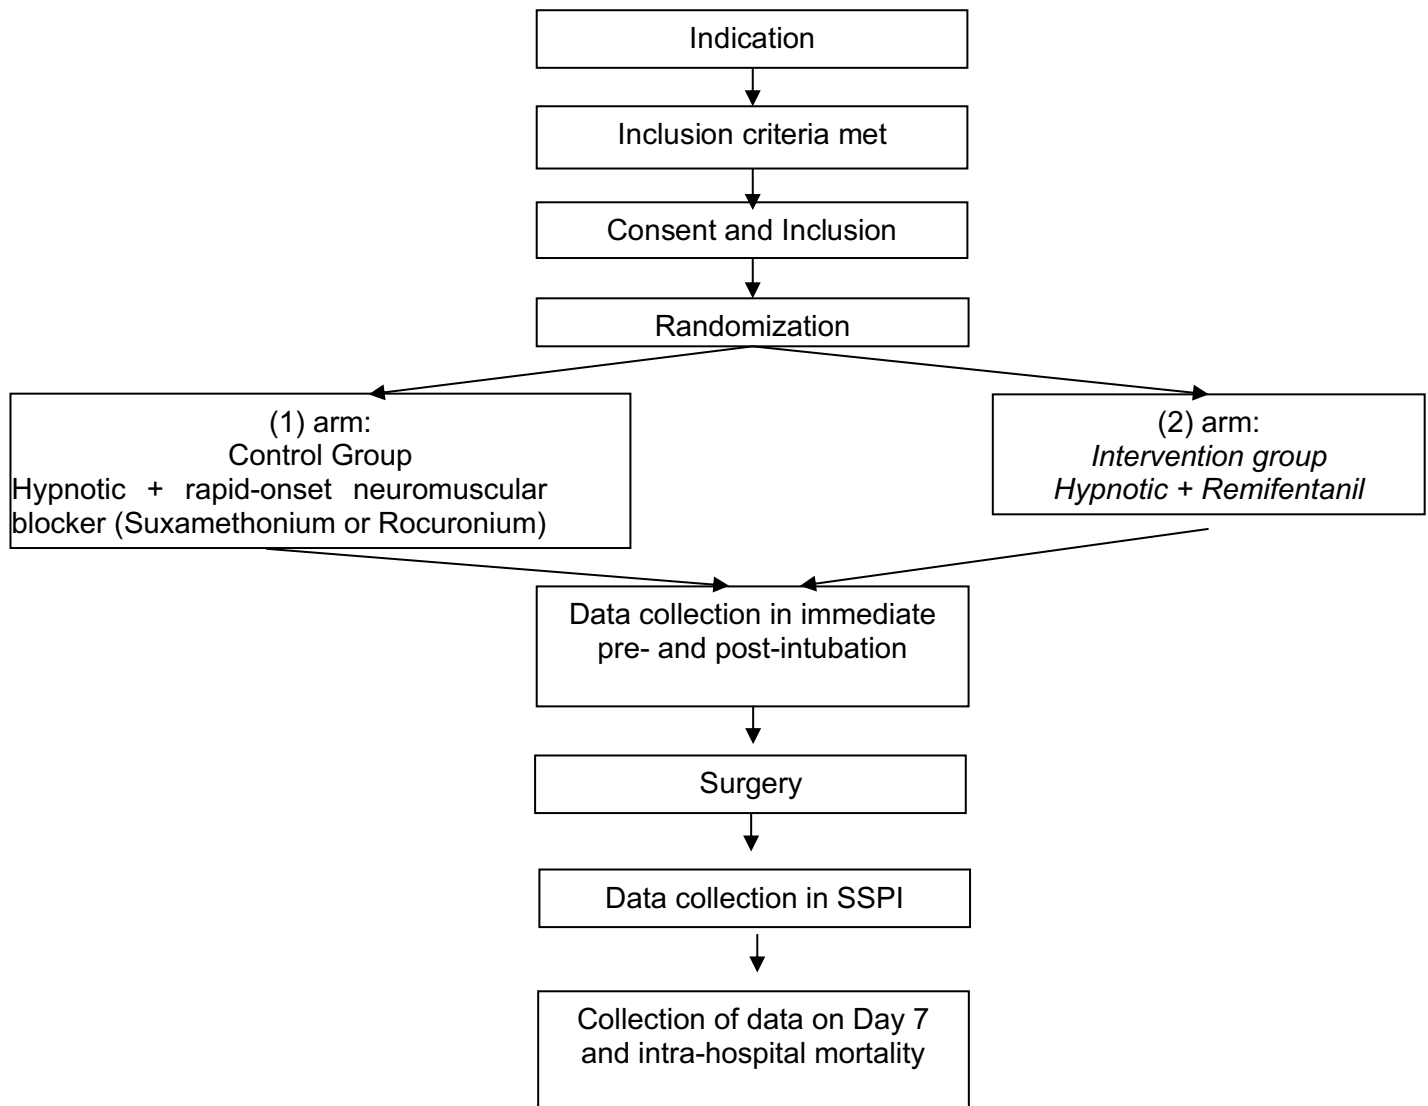 Indication
Inclusion criteria met
Consent and Inclusion
Randomization
(1) arm:
Control Group
Hypnotic + rapid-onset neuromuscular
blocker (Suxamethonium or Rocuronium)
(2) arm:
Intervention group
Hypnotic + Remifentanil
Data collection in immediate
pre- and post-intubation
Surgery
Data collection in SSPI
Collection of data on Day 7
and intra-hospital mortality